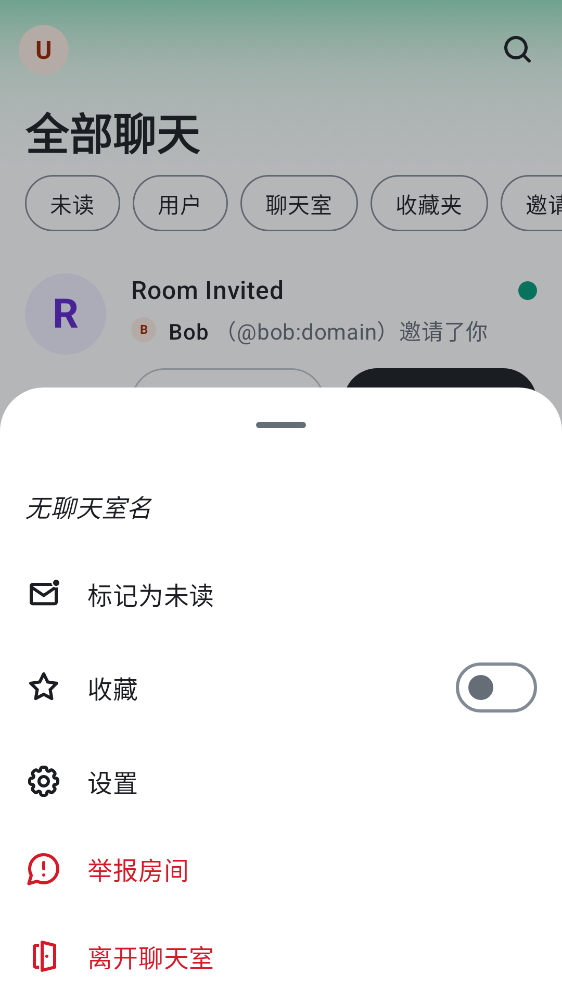 U
全部聊天
未读
用户
聊天室
收藏夹
邀请
R
Room Invited
B Bob （@bob:domain）邀请了你
无聊天室名
标记为未读
收藏
设置
举报房间
离开聊天室